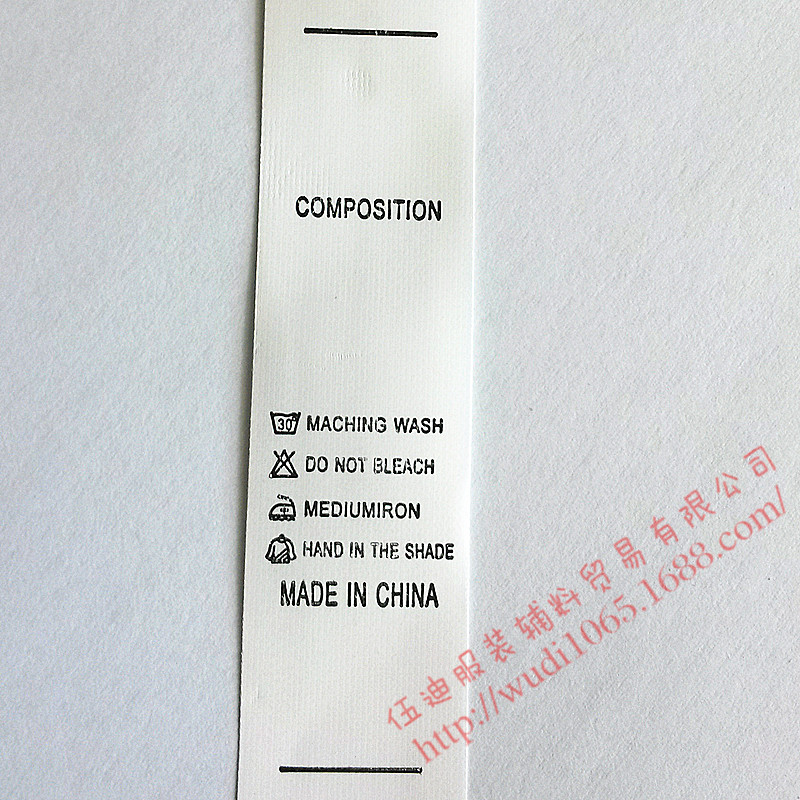 COMPOSITION
30° MACHING WASH
DO NOT BLEACH
MEDIUMIRON
HAND IN THE SHADE
MADE IN CHINA
伍迪服装辅料贸易有限公司
http://wudi1065.1688.com/